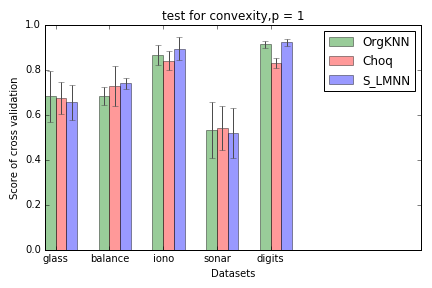 test for convexity,p = 1
1.0
0.8
0.6
0.4
0.2
0.0
Score of cross validation
OrgKNN
Choq
S_LMNN
glass balance iono sonar digits
Datasets